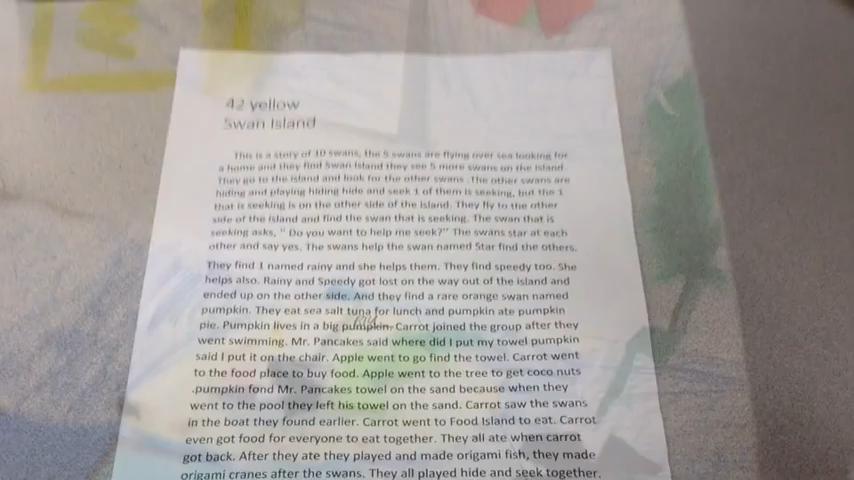 42 yellow
Swan Island
This is a story of 10 swans, the 5 swans are flying over sea looking for
a home and they find Swan Island they see 5 more swans on the island.
They go to the island and look for the other swans .The other swans are
hiding and playing hiding hide and seek 1 of them is seeking, but the 1
that is seeking is on the other side of the island. They fly to the other
side of the island and find the swan that is seeking. The swan that is
seeking asks, " Do you want to help me seek?" The swans star at each
other and say yes. The swans help the swan named Star find the others.
They find 1 named rainy and she helps them. They find speedy too. She
helps also. Rainy and Speedy got lost on the way out of the island and
ended up on the other side. And they find a rare orange swan named
pumpkin. They eat sea salt tuna for lunch and pumpkin ate pumpkin
pie. Pumpkin lives in a big pumpkin. Carrot joined the group after they
went swimming. Mr. Pancakes said where did I put my towel pumpkin
said I put it on the chair. Apple went to go find the towel. Carrot went
to the food place to buy food. Apple went to the tree to get coco nuts
.pumpkin fond Mr. Pancakes towel on the sand because when they
went to the pool they left his towel on the sand. Carrot saw the swans
in the boat they found earlier. Carrot went to Food Island to eat. Carrot
even got food for everyone to eat together. They all ate when carrot
got back. After they ate they played and made origami fish, they made
origami cranes after the swans. They all played hide and seek together.